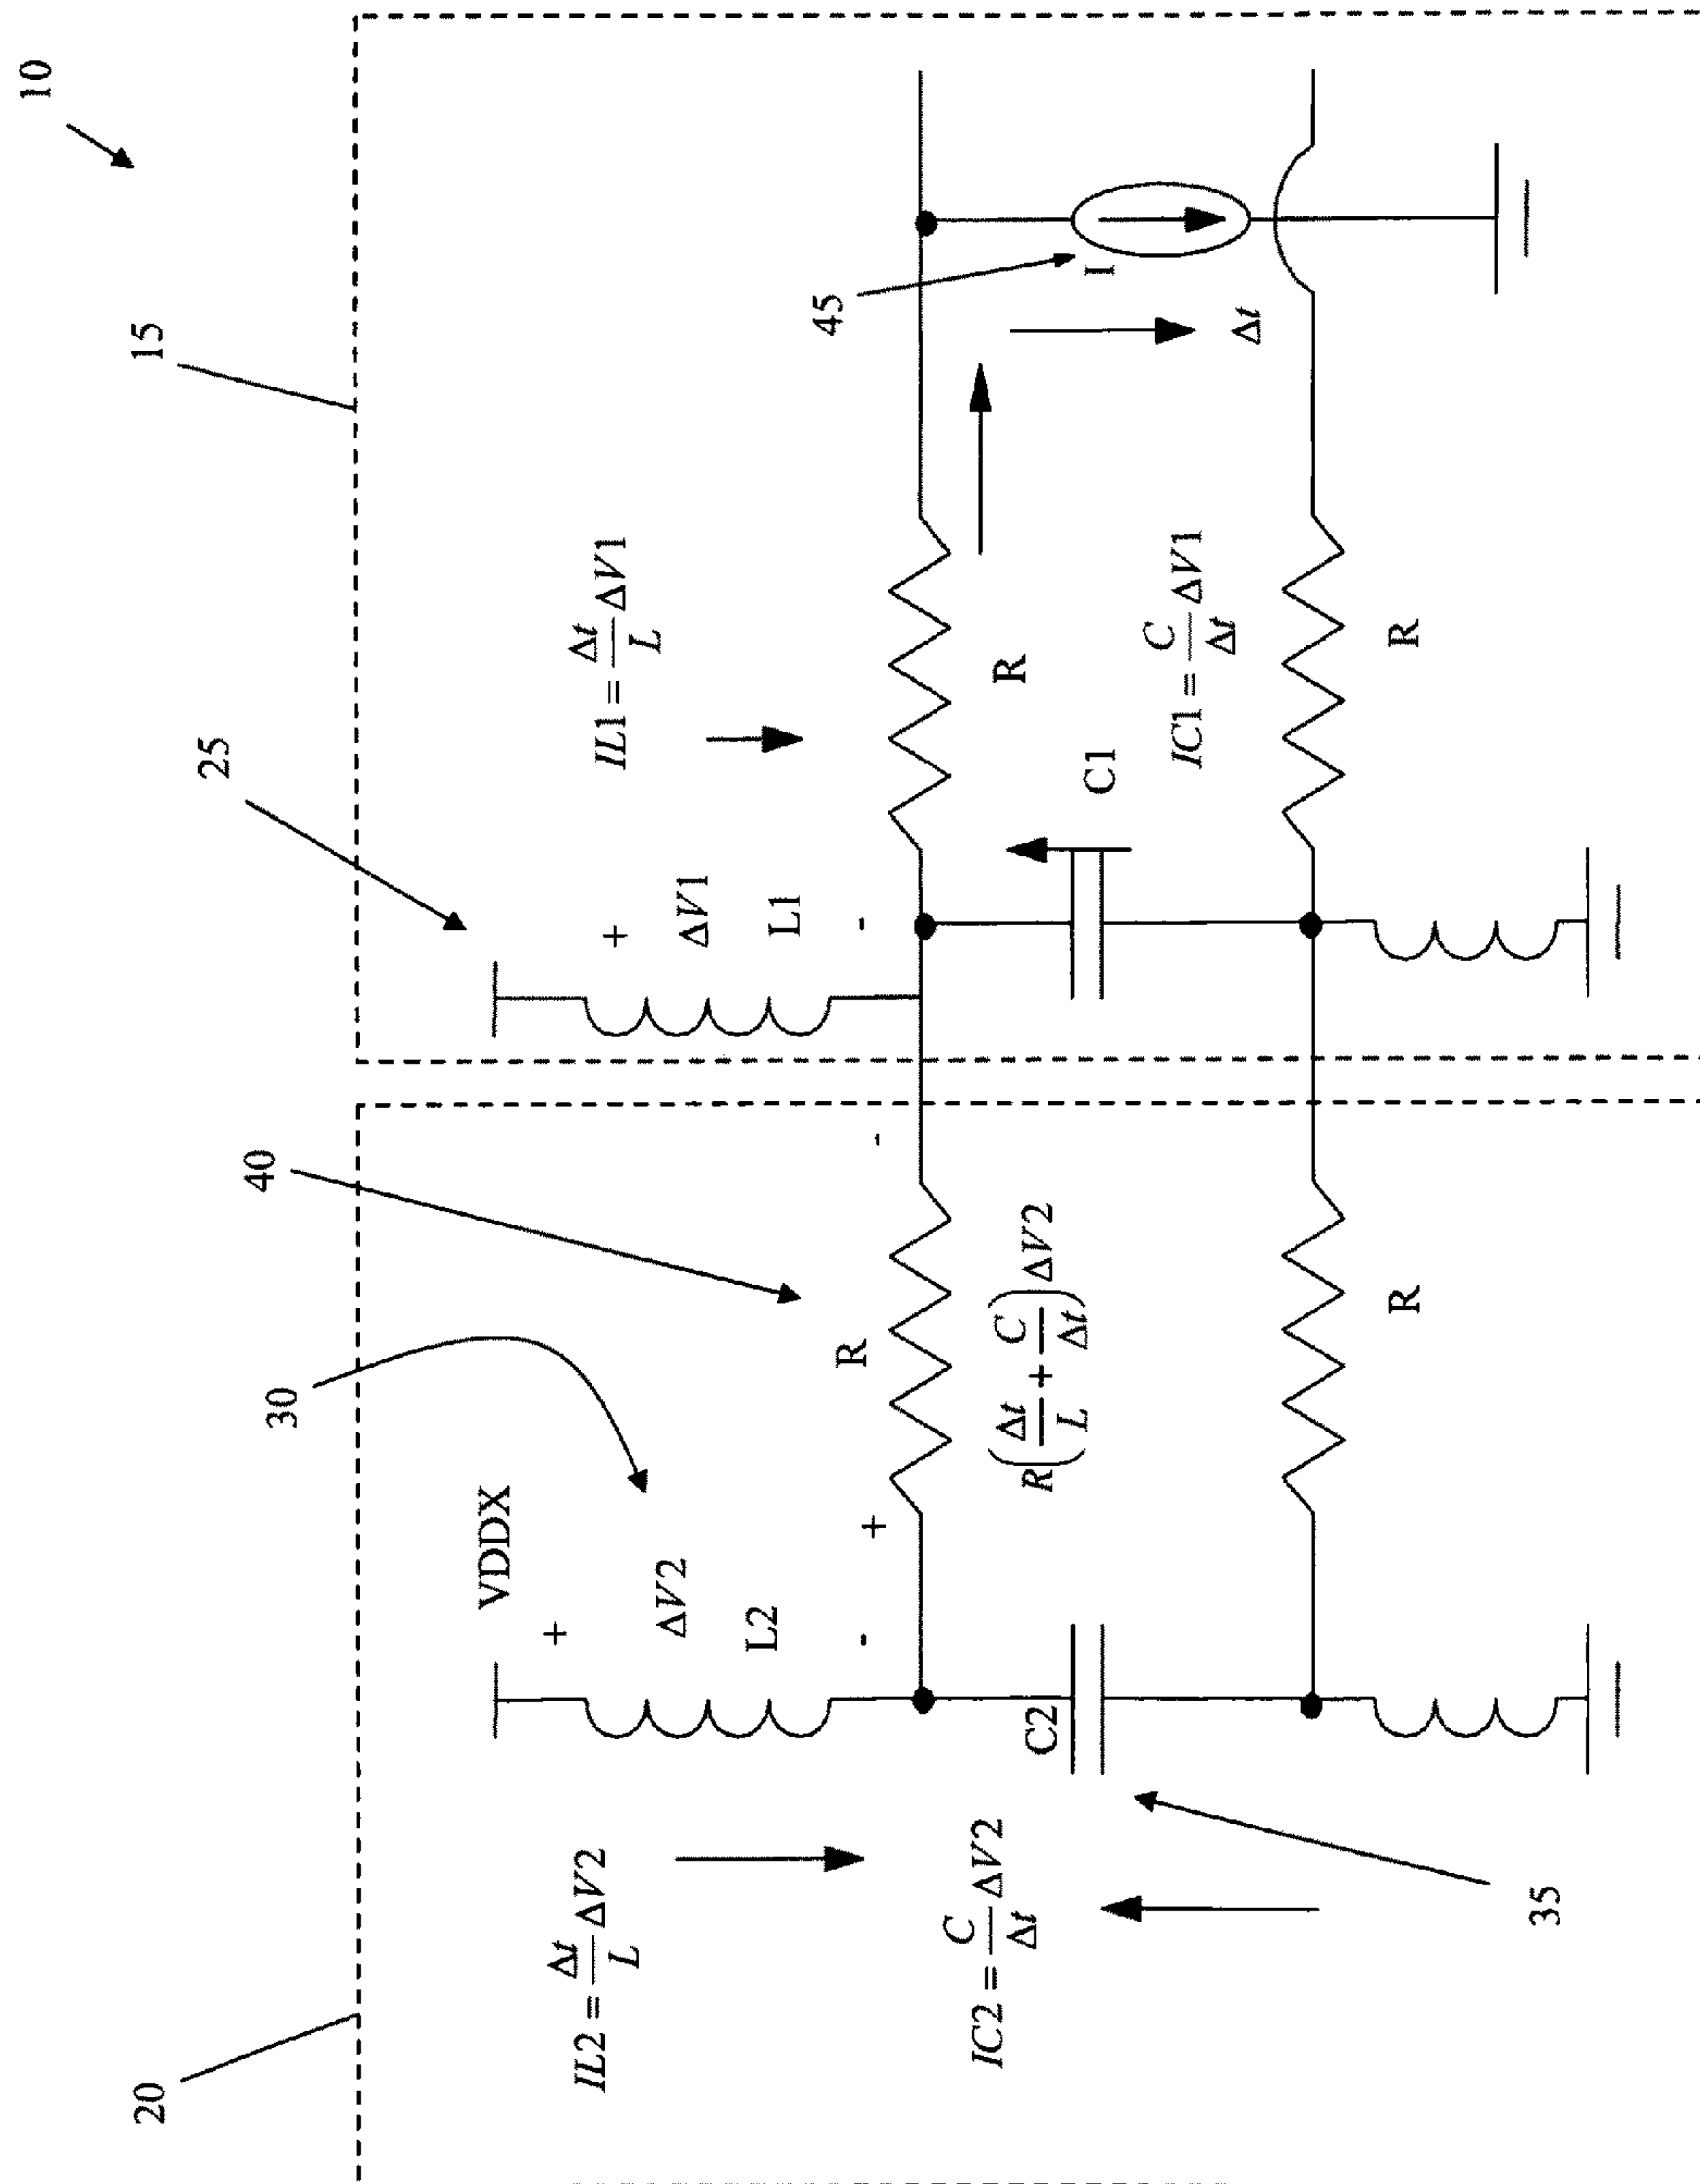 10
15
20
25
30
40
45
35
VDDX
+
ΔV2
L2
-
IL2 = Δt/L ΔV2
IC2 = C/Δt ΔV2
C2
R
+
-
R(Δt/L + C/Δt)ΔV2
R
+
ΔV1
L1
-
IL1 = Δt/L ΔV1
R
C1
IC1 = C/Δt ΔV1
R
I
Δt